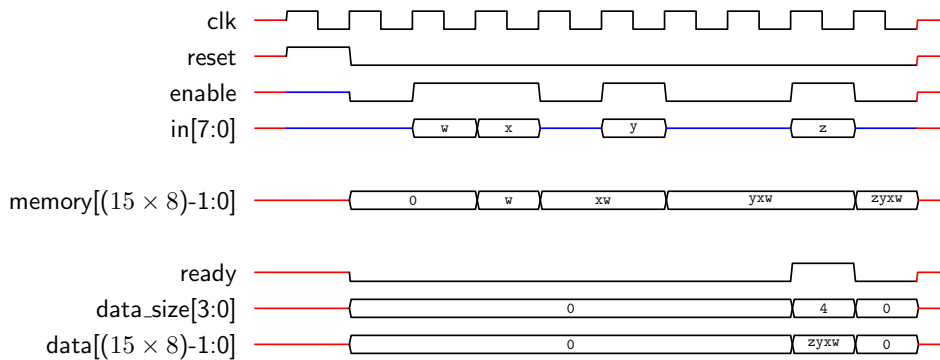 clk
reset
enable
in[7:0] w x y z
memory[(15 × 8)-1:0] 0 w xw yxw zyxw
ready
data_size[3:0] 0 4 0
data[(15 × 8)-1:0] 0 zyxw 0